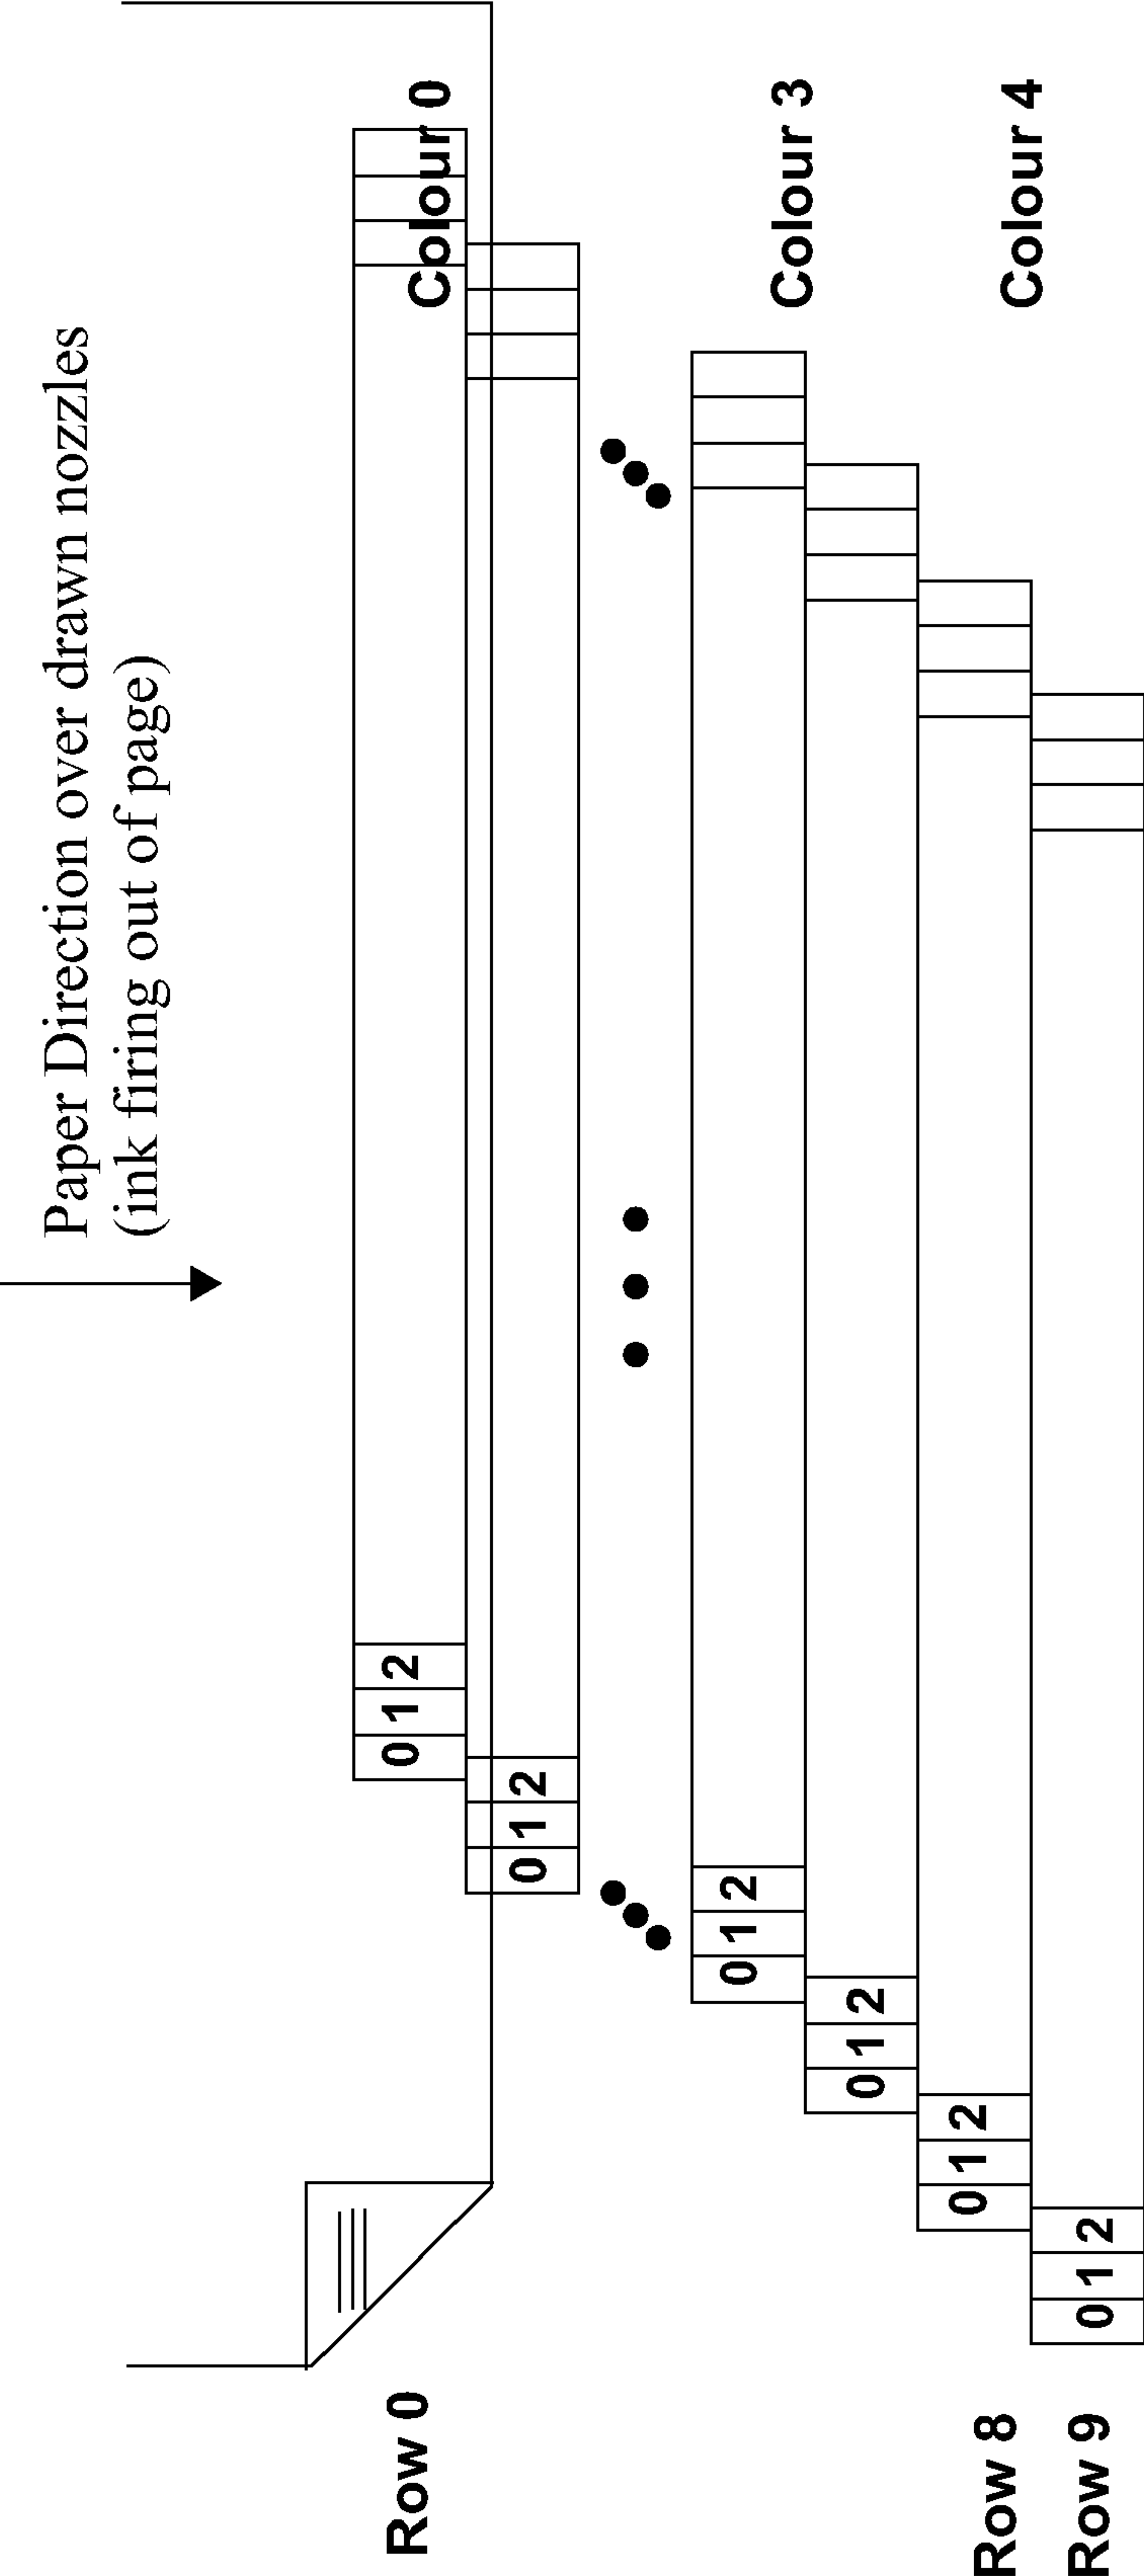 Paper Direction over drawn nozzles
(ink firing out of page)
Row 0
0 1 2
Colour 0
0 1 2
0 1 2
Colour 3
0 1 2
Row 8
0 1 2
Colour 4
Row 9
0 1 2